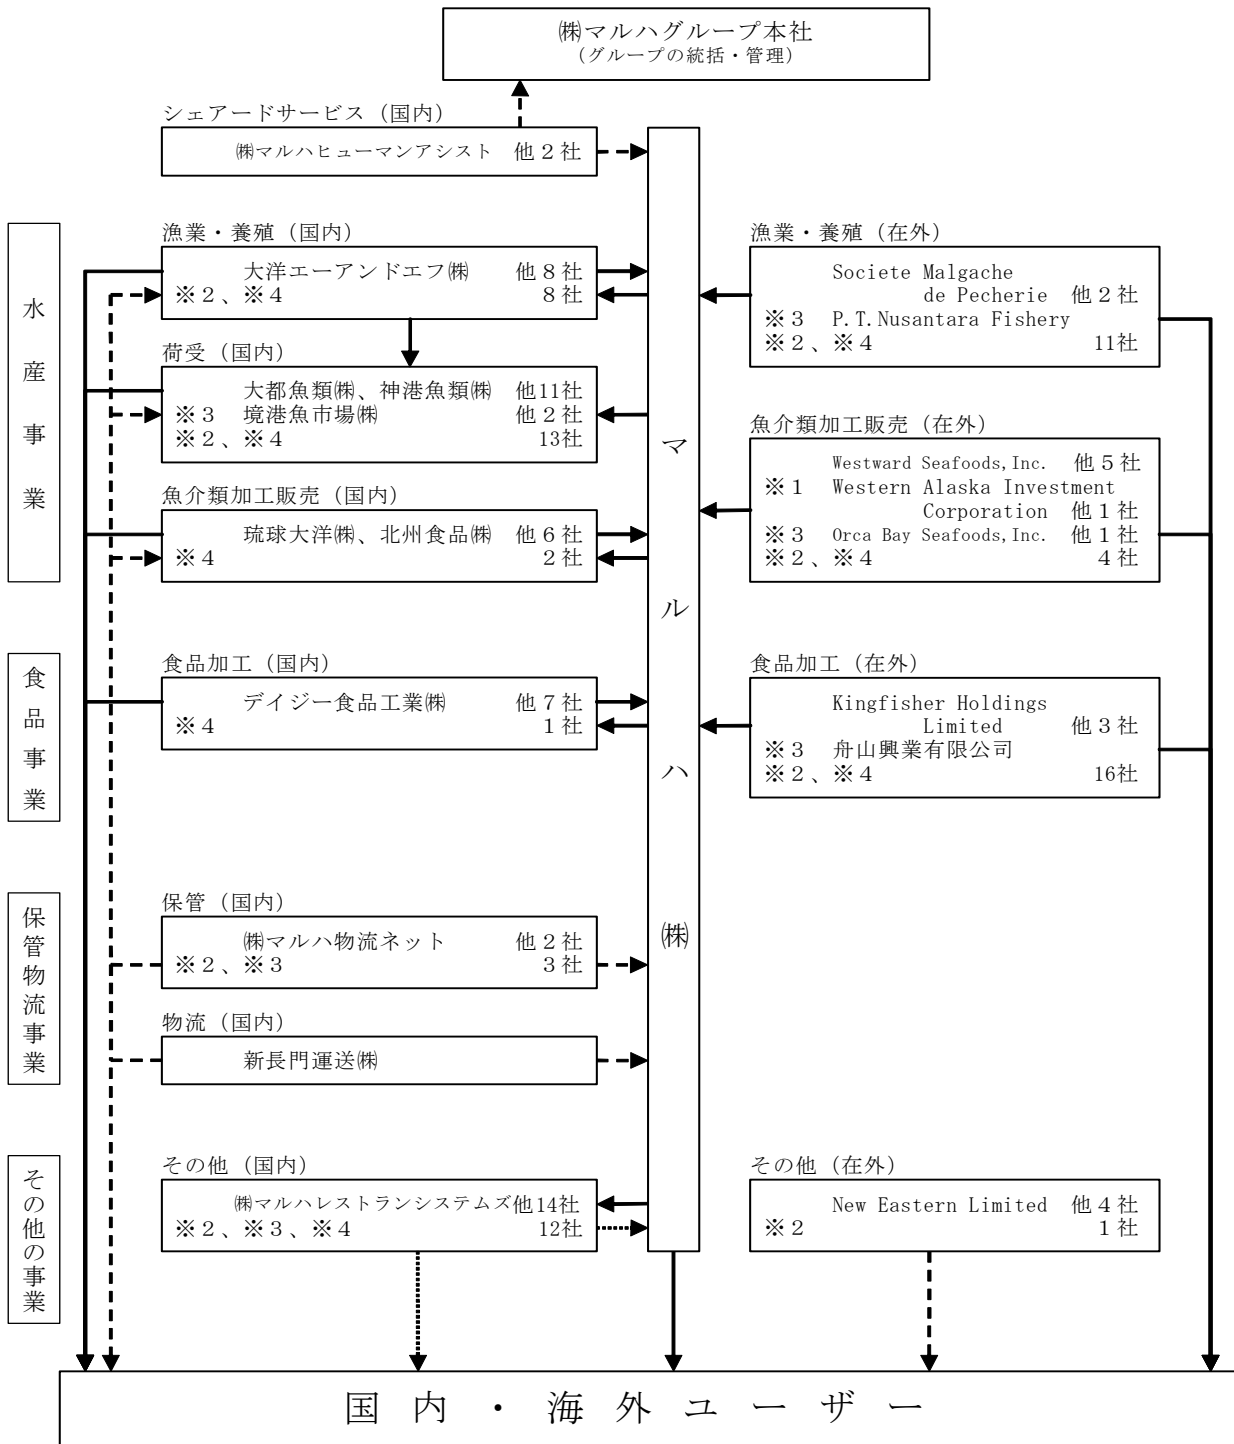 ㈱マルハグループ本社
（グループの統括・管理）
シェアードサービス（国内）
㈱マルハヒューマンアシスト 他２社
水産事業
漁業・養殖（国内）
大洋エーアンドエフ㈱ 他８社
※２、※４ ８社
荷受（国内）
大都魚類㈱、神港魚類㈱ 他11社
※３ 境港魚市場㈱ 他２社
※２、※４ 13社
魚介類加工販売（国内）
琉球大洋㈱、北州食品㈱ 他６社
※４ ２社
食品事業
食品加工（国内）
デイジー食品工業㈱ 他７社
※４ １社
保管物流事業
保管（国内）
㈱マルハ物流ネット 他２社
※２、※３ ３社
物流（国内）
新長門運送㈱
その他の事業
その他（国内）
㈱マルハレストランシステムズ他14社
※２、※３、※４ 12社
マルハ㈱
漁業・養殖（在外）
Societe Malgache
de Pecherie 他２社
※３ P.T.Nusantara Fishery
※２、※４ 11社
魚介類加工販売（在外）
Westward Seafoods,Inc. 他５社
※１ Western Alaska Investment
Corporation 他１社
※３ Orca Bay Seafoods,Inc. 他１社
※２、※４ ４社
食品加工（在外）
Kingfisher Holdings
Limited 他３社
※３ 舟山興業有限公司
※２、※４ 16社
その他（在外）
New Eastern Limited 他４社
※２ １社
国内・海外ユーザー